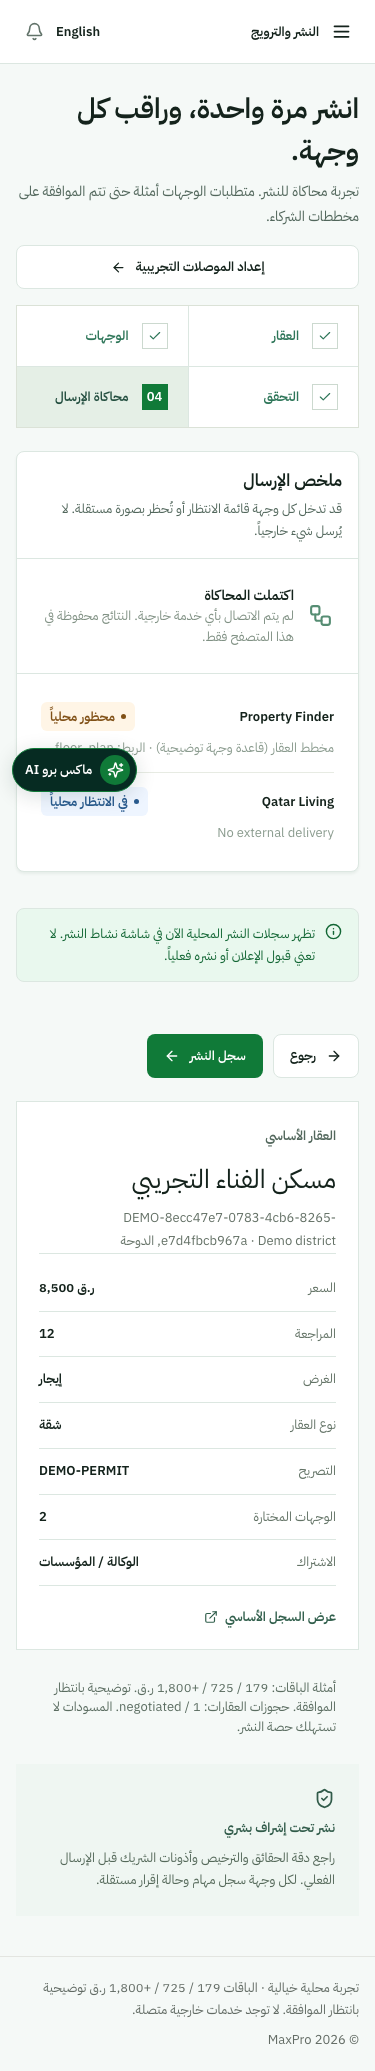 النشر والترويج
English
انشر مرة واحدة، وراقب كل
وجهة.
تجربة محاكاة للنشر. متطلبات الوجهات أمثلة حتى تتم الموافقة على
مخططات الشركاء.
إعداد الموصلات التجريبية
العقار
الوجهات
التحقق
04
محاكاة الإرسال
ملخص الإرسال
قد تدخل كل وجهة قائمة الانتظار أو تُحظر بصورة مستقلة. لا
يُرسل شيء خارجياً.
اكتملت المحاكاة
لم يتم الاتصال بأي خدمة خارجية. النتائج محفوظة في
هذا المتصفح فقط.
Property Finder
محظور محلياً
مخطط العقار (قاعدة وجهة توضيحية) · الربط: floor_plan
ماكس برو AI
Qatar Living
في الانتظار محلياً
No external delivery
تظهر سجلات النشر المحلية الآن في شاشة نشاط النشر. لا
تعني قبول الإعلان أو نشره فعلياً.
رجوع
سجل النشر
العقار الأساسي
مسكن الفناء التجريبي
DEMO-8ecc47e7-0783-4cb6-8265-
e7d4fbcb967a · Demo district, الدوحة
السعر
ر.ق 8,500
المراجعة
12
الغرض
إيجار
نوع العقار
شقة
التصريح
DEMO-PERMIT
الوجهات المختارة
2
الاشتراك
الوكالة / المؤسسات
عرض السجل الأساسي
أمثلة الباقات: 179 / 725 / +1,800 ر.ق. توضيحية بانتظار
الموافقة. حجوزات العقارات: 1 / negotiated. المسودات لا
تستهلك حصة النشر.
نشر تحت إشراف بشري
راجع دقة الحقائق والترخيص وأذونات الشريك قبل الإرسال
الفعلي. لكل وجهة سجل مهام وحالة إقرار مستقلة.
تجربة محلية خيالية · الباقات 179 / 725 / +1,800 ر.ق توضيحية
بانتظار الموافقة. لا توجد خدمات خارجية متصلة.
© 2026 MaxPro